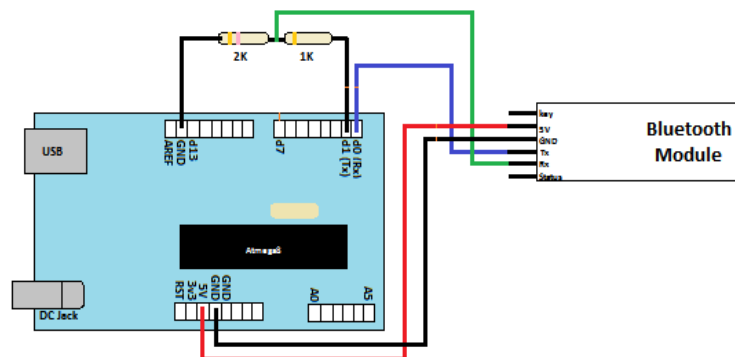 2K
1K
USB
AREF
GND
d13
d7
d1 (Tx)
d0 (Rx)
key
5V
GND
Tx
Rx
Status
Bluetooth
Module
Atmega8
DC Jack
RST
3v3
5V
GND
GND
A0
A5